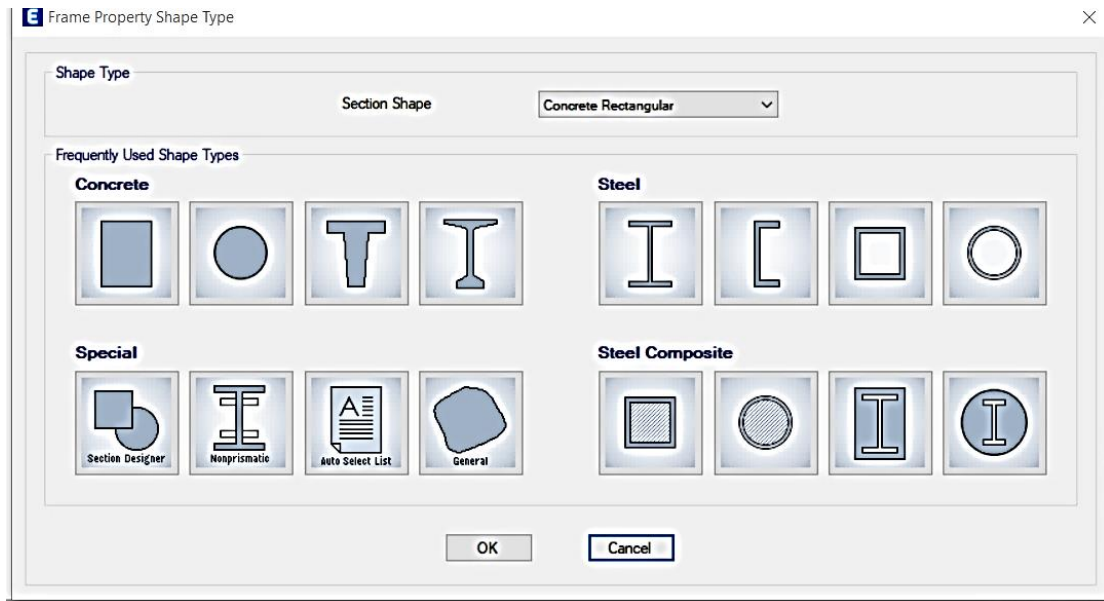 E Frame Property Shape Type
Shape Type
Section Shape Concrete Rectangular
Frequently Used Shape Types
Concrete
Steel
Special
Section Designer
Nonprismatic
A
Auto Select List
General
Steel Composite
OK
Cancel